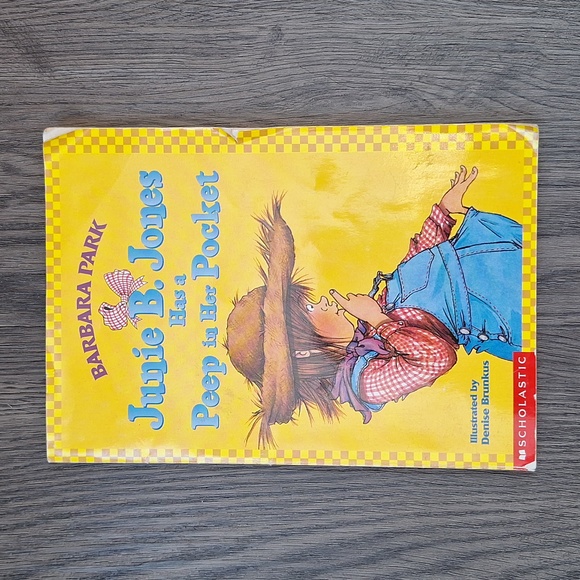 BARBARA PARK
Junie B. Jones
Has a
Peep in Her Pocket
Illustrated by
Denise Brunkus
SCHOLASTIC